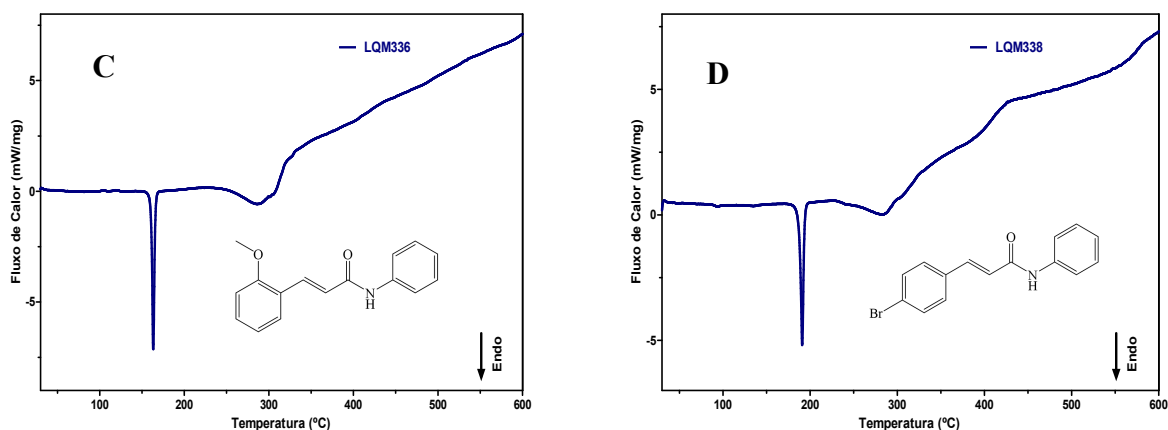 C
LQM336
Fluxo de Calor (mW/mg)
5
0
-5
O
O
N
H
Endo
100
200
300
400
500
600
Temperatura (ºC)
D
LQM338
Fluxo de Calor (mW/mg)
5
0
-5
O
N
H
Br
Endo
100
200
300
400
500
600
Temperatura (ºC)